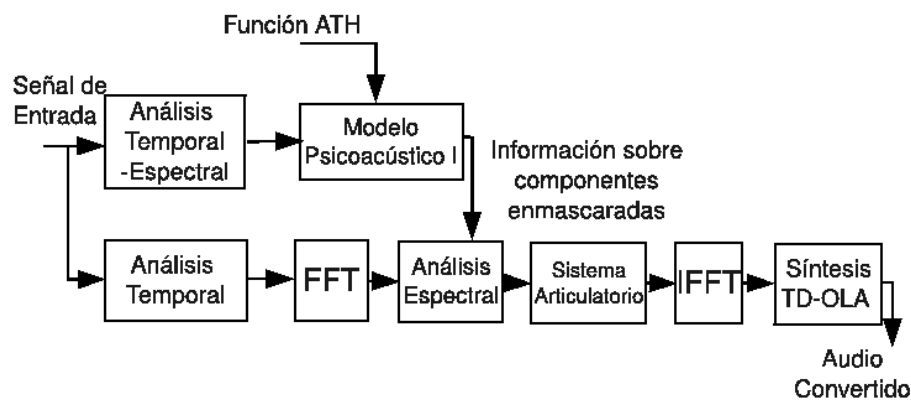 Función ATH
Señal de
Entrada
Análisis
Temporal
-Espectral
Modelo
Psicoacústico I
Información sobre
componentes
enmascaradas
Análisis
Temporal
FFT
Análisis
Espectral
Sistema
Articulatorio
IFFT
Síntesis
TD-OLA
Audio
Convertido